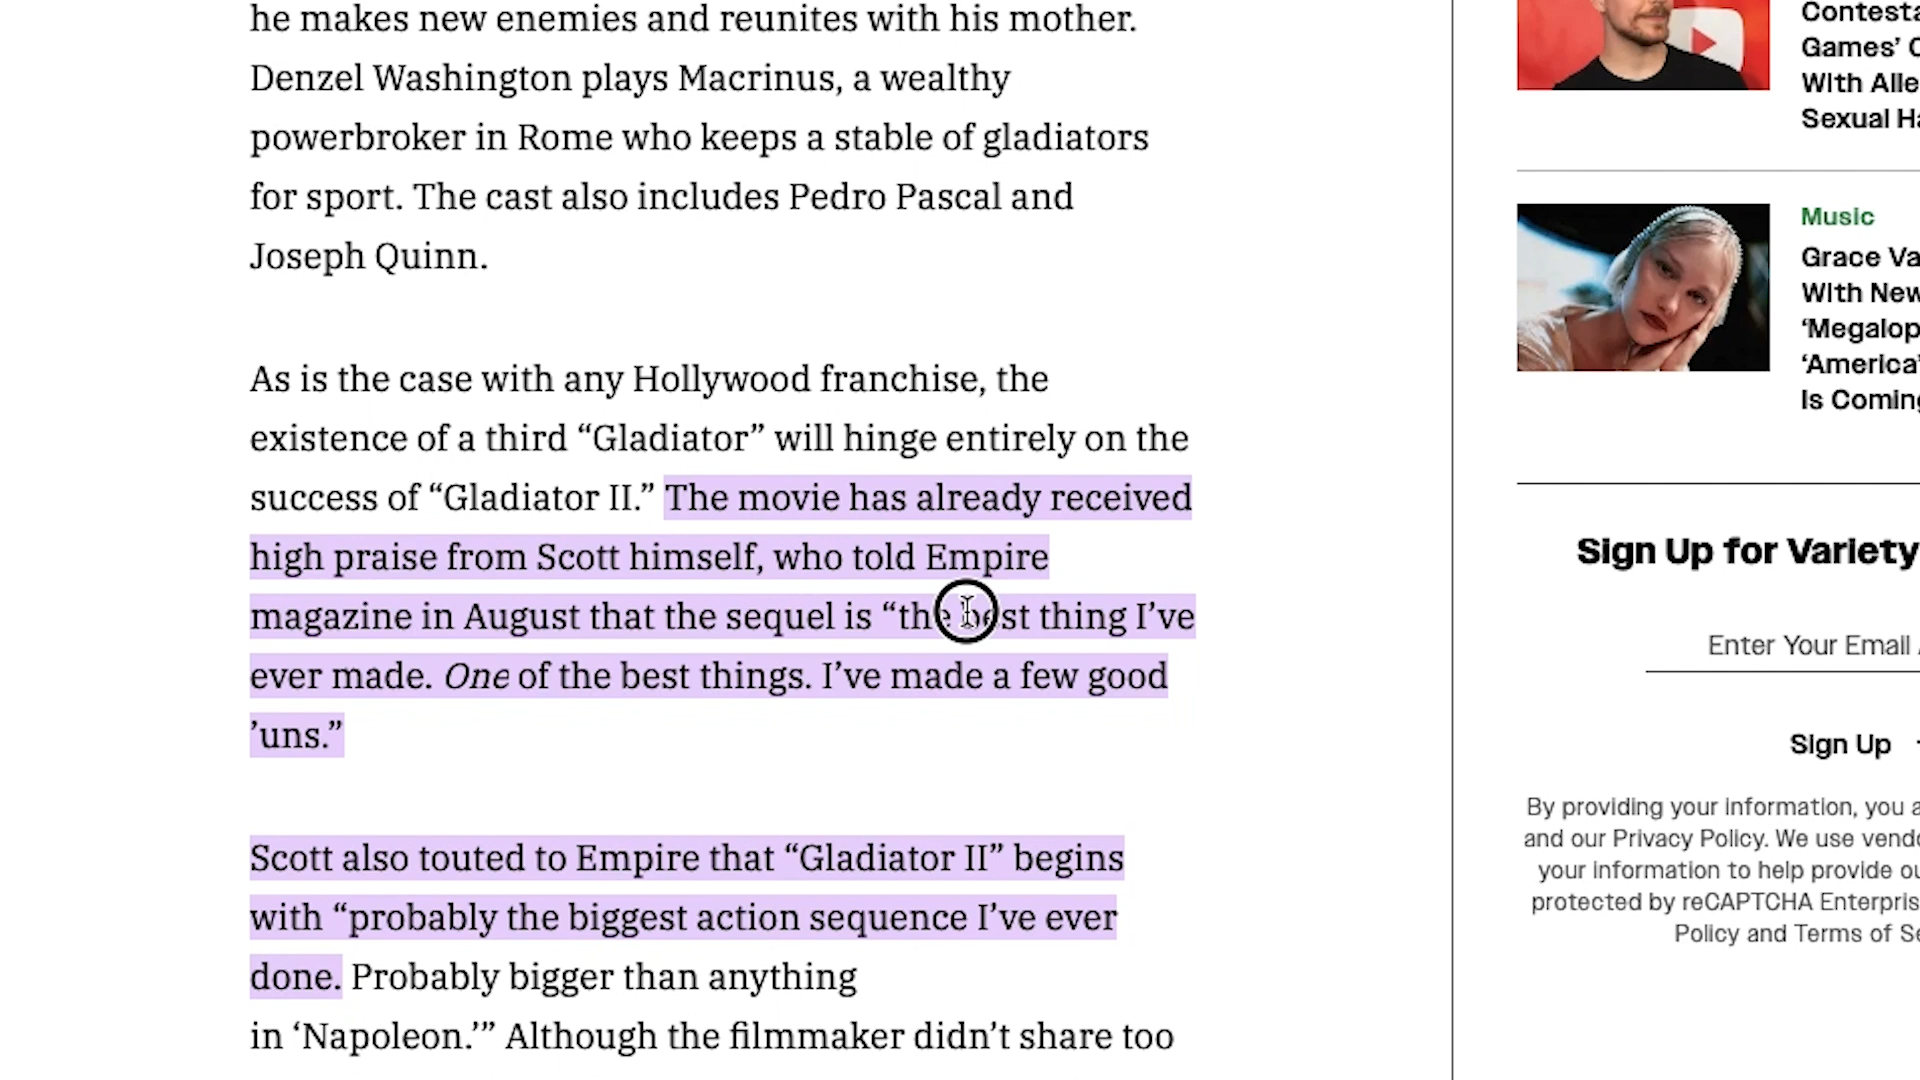 he makes new enemies and reunites with his mother.
Denzel Washington plays Macrinus, a wealthy
powerbroker in Rome who keeps a stable of gladiators
for sport. The cast also includes Pedro Pascal and
Joseph Quinn.
As is the case with any Hollywood franchise, the
existence of a third “Gladiator” will hinge entirely on the
success of “Gladiator II.” The movie has already received
high praise from Scott himself, who told Empire
magazine in August that the sequel is “the best thing I’ve
ever made. One of the best things. I’ve made a few good
’uns.”
Scott also touted to Empire that “Gladiator II” begins
with “probably the biggest action sequence I’ve ever
done. Probably bigger than anything
in ‘Napoleon.’” Although the filmmaker didn’t share too
Games’
With
Sexual
Music
Grace
With New
Is
Sign Up for Variety
Enter Your Email
Sign Up
By providing your information, you
and our Privacy Policy. We use
your information to help provide
protected by reCAPTCHA
Policy and Terms of